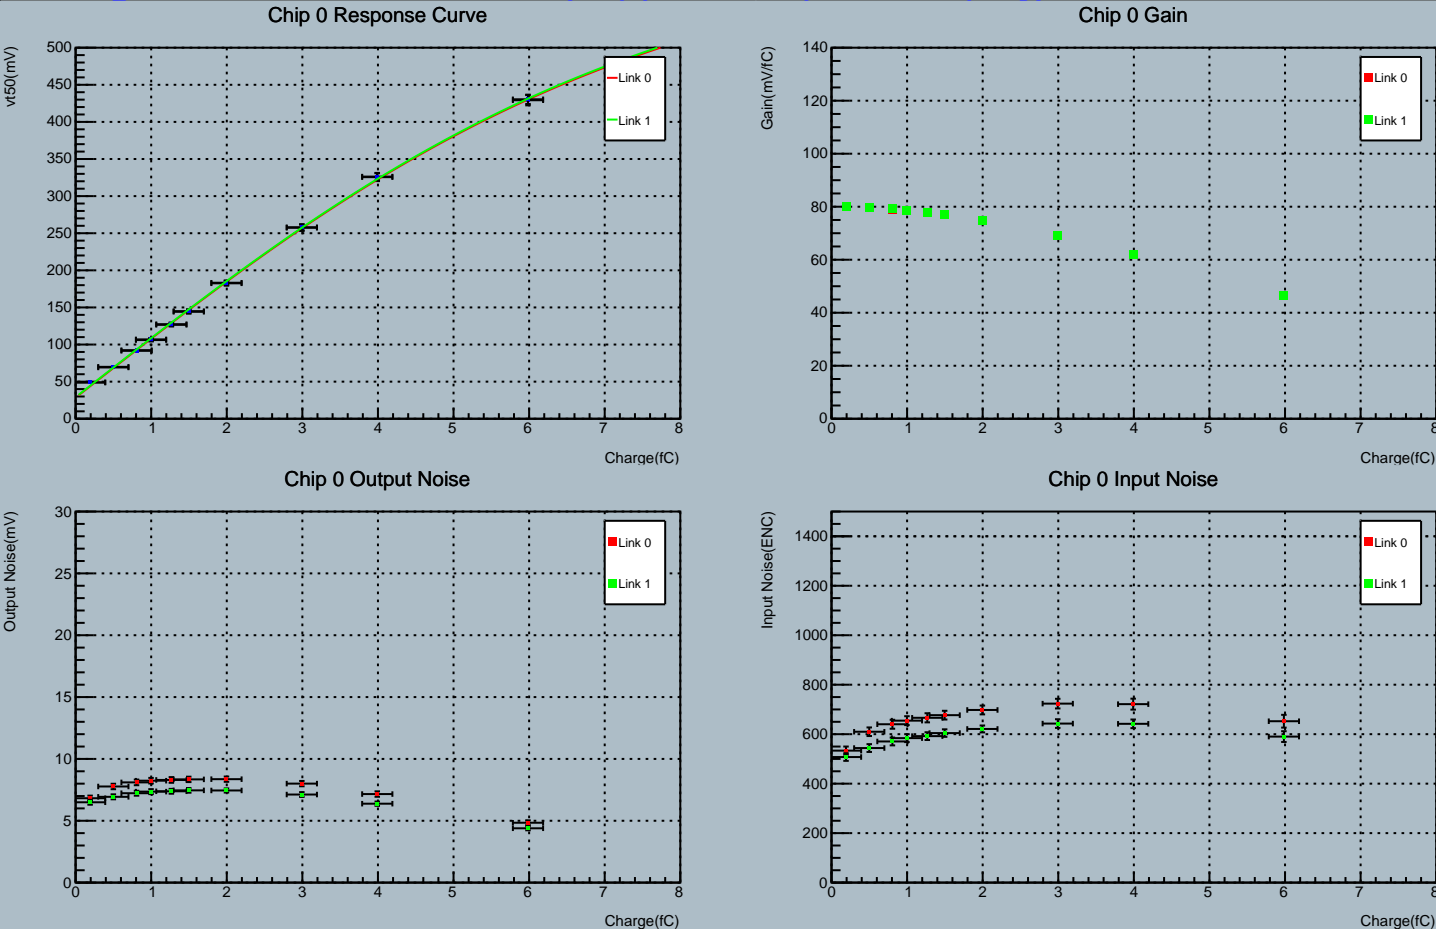 Chip 0 Response Curve
vt50(mV)
500
450
400
350
300
250
200
150
100
50
0
0 1 2 3 4 5 6 7 8
Charge(fC)
Link 0
Link 1
Chip 0 Gain
Gain(mV/fC)
140
120
100
80
60
40
20
0
0 1 2 3 4 5 6 7 8
Charge(fC)
Link 0
Link 1
Chip 0 Output Noise
Output Noise(mV)
30
25
20
15
10
5
0
0 1 2 3 4 5 6 7 8
Charge(fC)
Link 0
Link 1
Chip 0 Input Noise
Input Noise(ENC)
1400
1200
1000
800
600
400
200
0
0 1 2 3 4 5 6 7 8
Charge(fC)
Link 0
Link 1